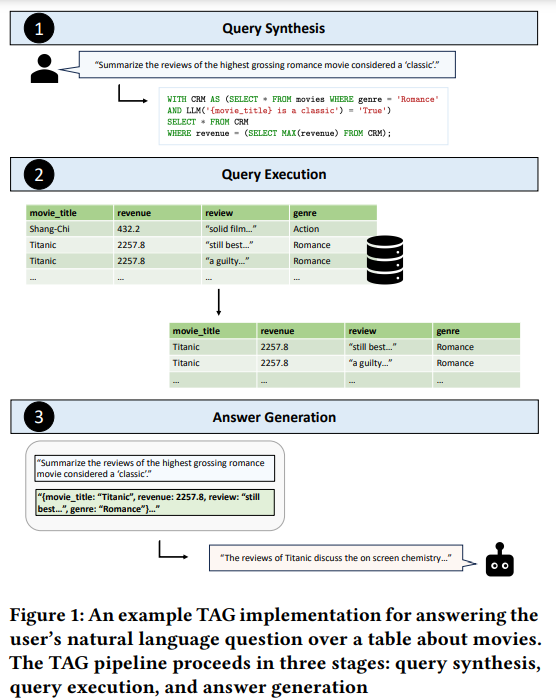 1
Query Synthesis
“Summarize the reviews of the highest grossing romance movie considered a ‘classic’.”
WITH CRM AS (SELECT * FROM movies WHERE genre = 'Romance'
AND LLM('{movie_title} is a classic') = 'True')
SELECT * FROM CRM
WHERE revenue = (SELECT MAX(revenue) FROM CRM);
2
Query Execution
movie_title revenue review genre
Shang-Chi 432.2 “solid film…” Action
Titanic 2257.8 “still best…” Romance
Titanic 2257.8 “a guilty…” Romance
… … … …
movie_title revenue review genre
Titanic 2257.8 “still best…” Romance
Titanic 2257.8 “a guilty…” Romance
… … … …
3
Answer Generation
“Summarize the reviews of the highest grossing romance
movie considered a ‘classic’.”
“{movie_title: “Titanic”, revenue: 2257.8, review: “still
best…”, genre: “Romance”}…”
“The reviews of Titanic discuss the on screen chemistry…”
Figure 1: An example TAG implementation for answering the
user’s natural language question over a table about movies.
The TAG pipeline proceeds in three stages: query synthesis,
query execution, and answer generation